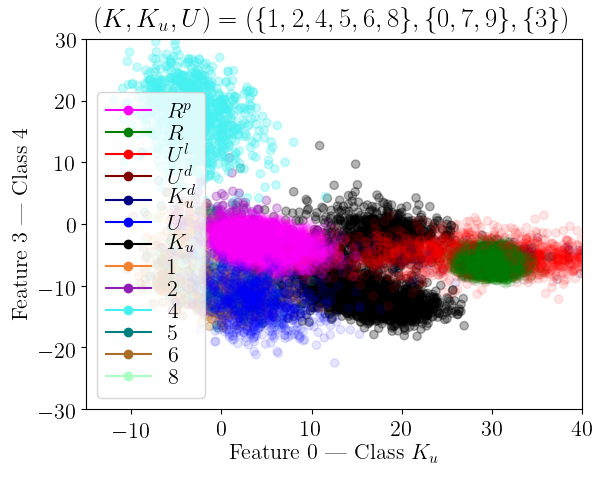 (K, K_u, U) = ({1, 2, 4, 5, 6, 8}, {0, 7, 9}, {3})
30
20
10
0
−10
−20
−30
Feature 3 — Class 4
R^p
R
U^l
U^d
K_u^d
U
K_u
1
2
4
5
6
8
−10
0
10
20
30
40
Feature 0 — Class K_u